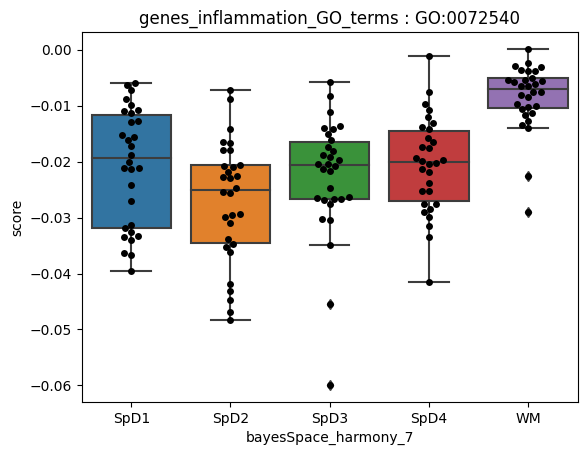 genes_inflammation_GO_terms : GO:0072540
0.00
−0.01
−0.02
−0.03
−0.04
−0.05
−0.06
score
SpD1 SpD2 SpD3 SpD4 WM
bayesSpace_harmony_7